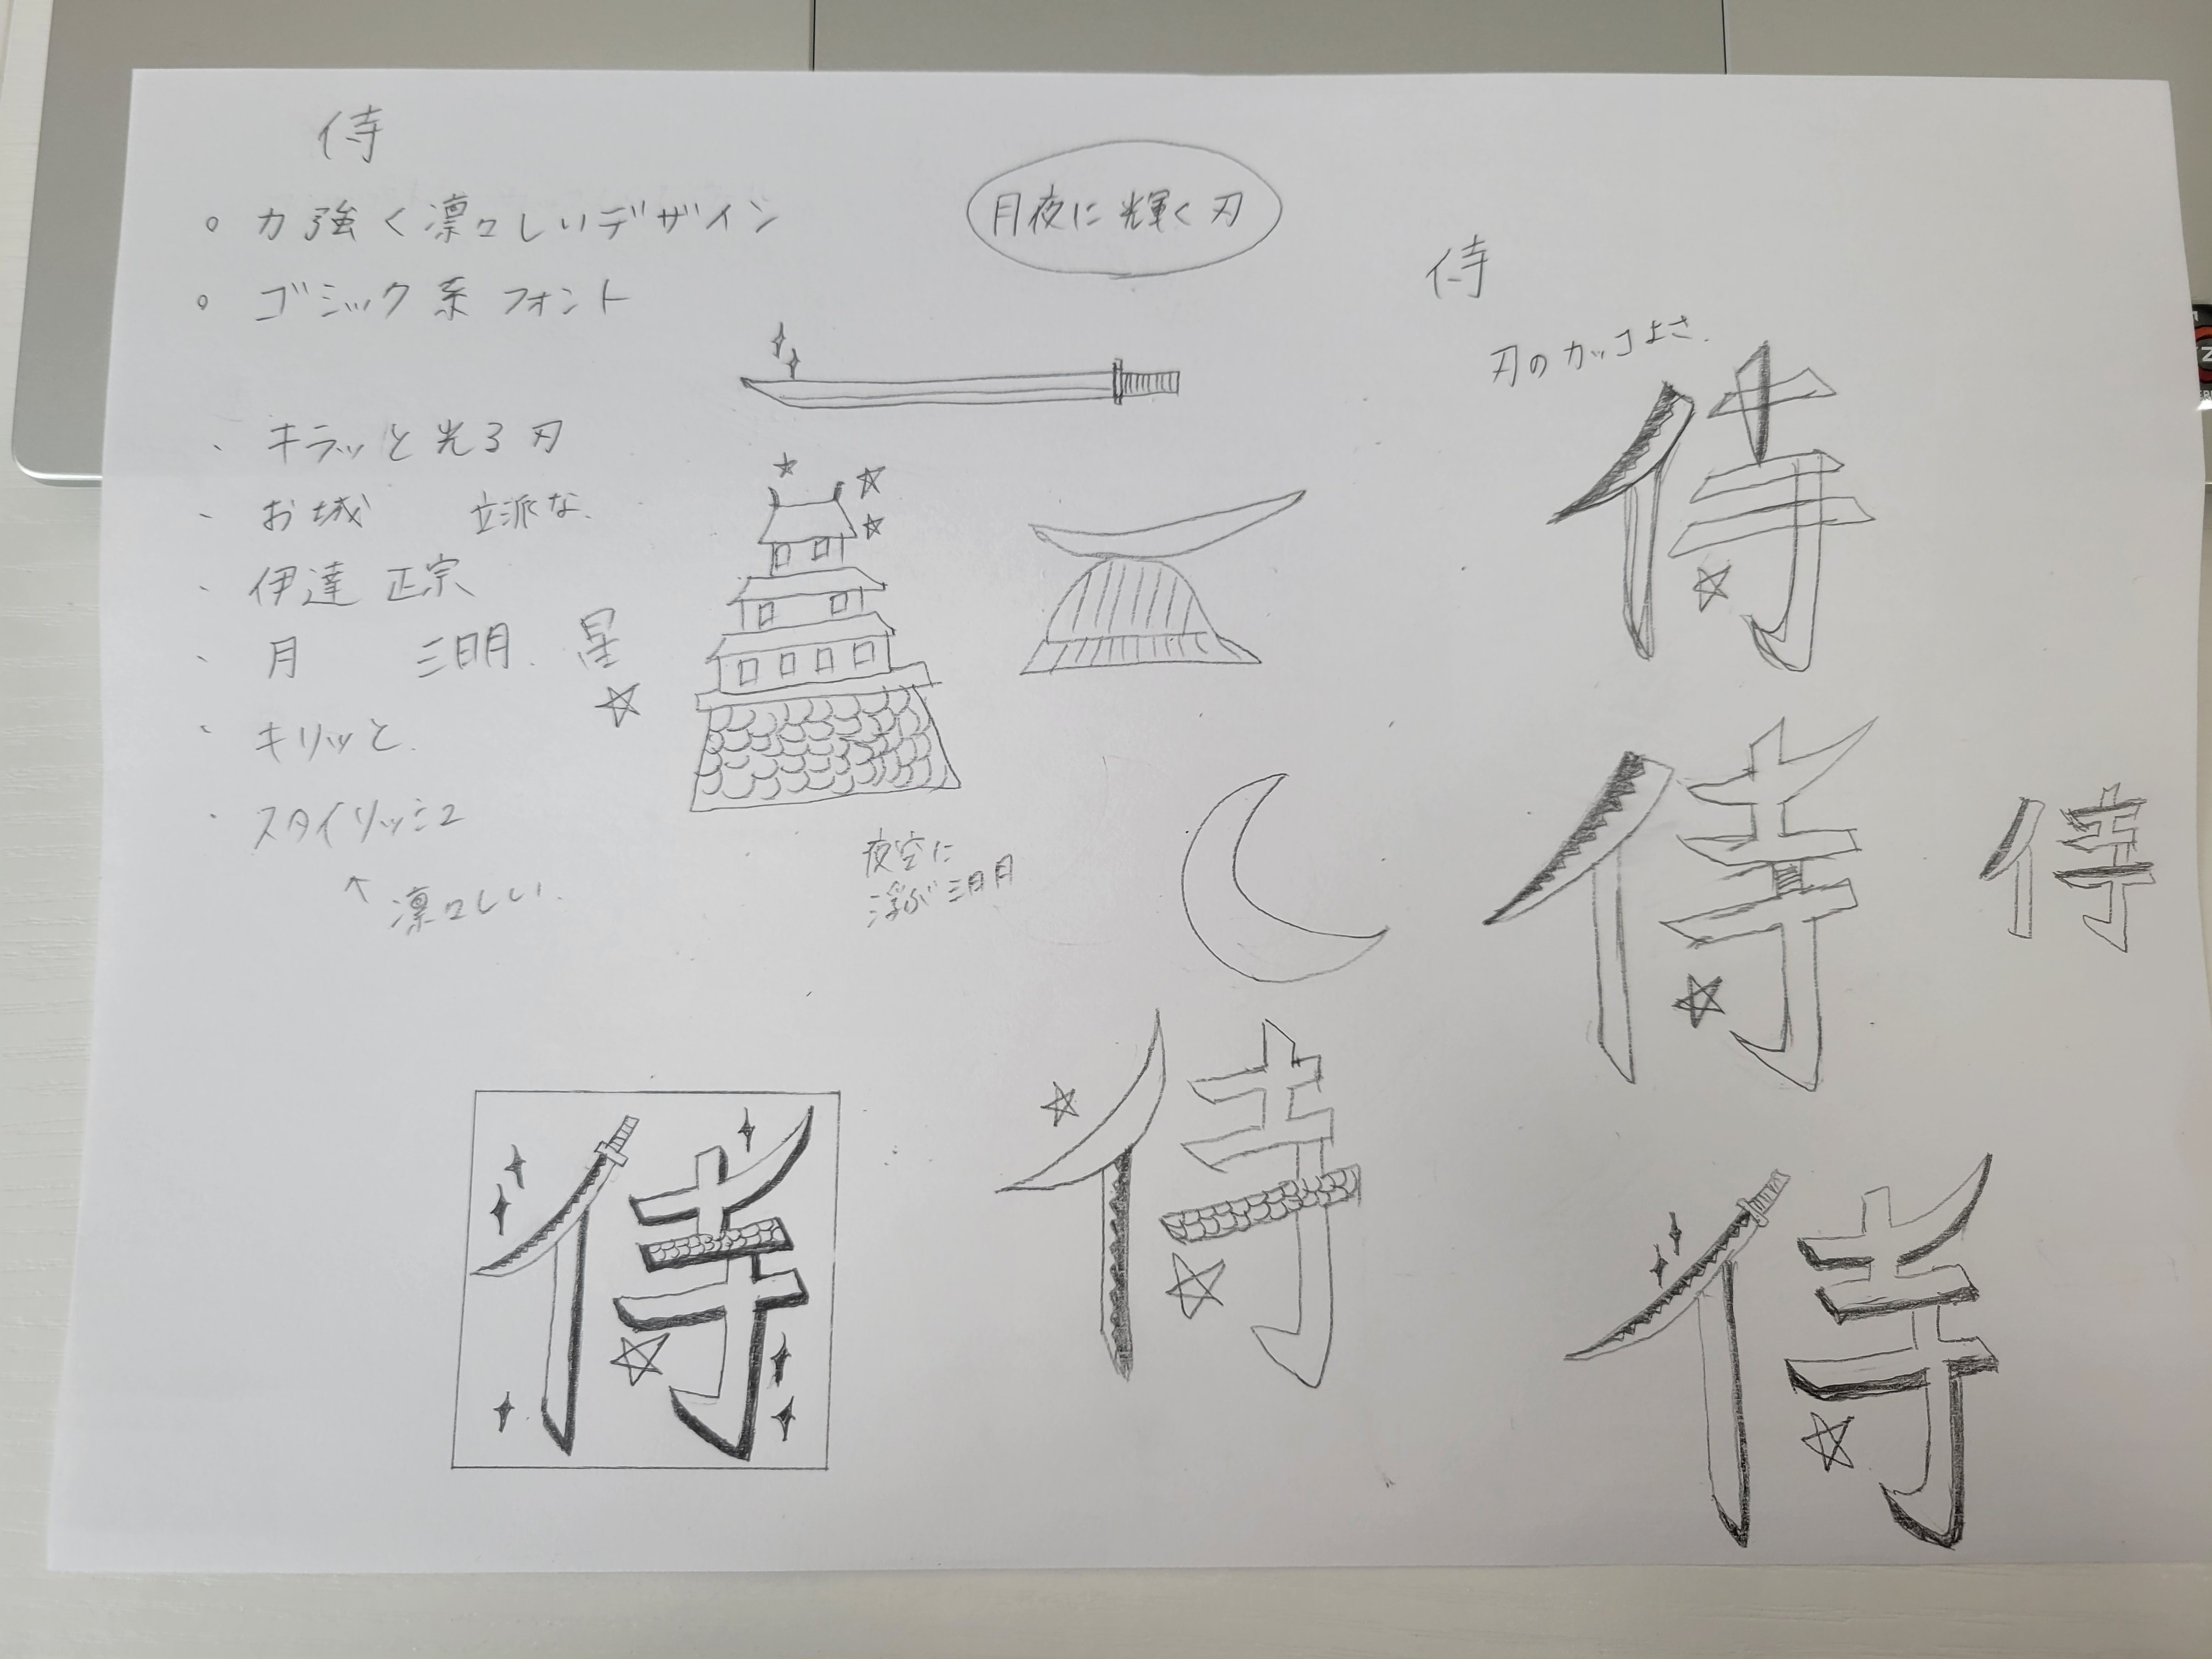 侍
力強く凛々しいデザイン
ゴシック系フォント
月夜に輝く刃
キラッと光る刃
お城 立派な
伊達政宗
月 三日月 星
キリッと
スタイリッシュ
↑凛々しい
夜空に
浮ぶ三日月
侍
刃のカッコよさ
侍
侍
侍
侍
侍
侍